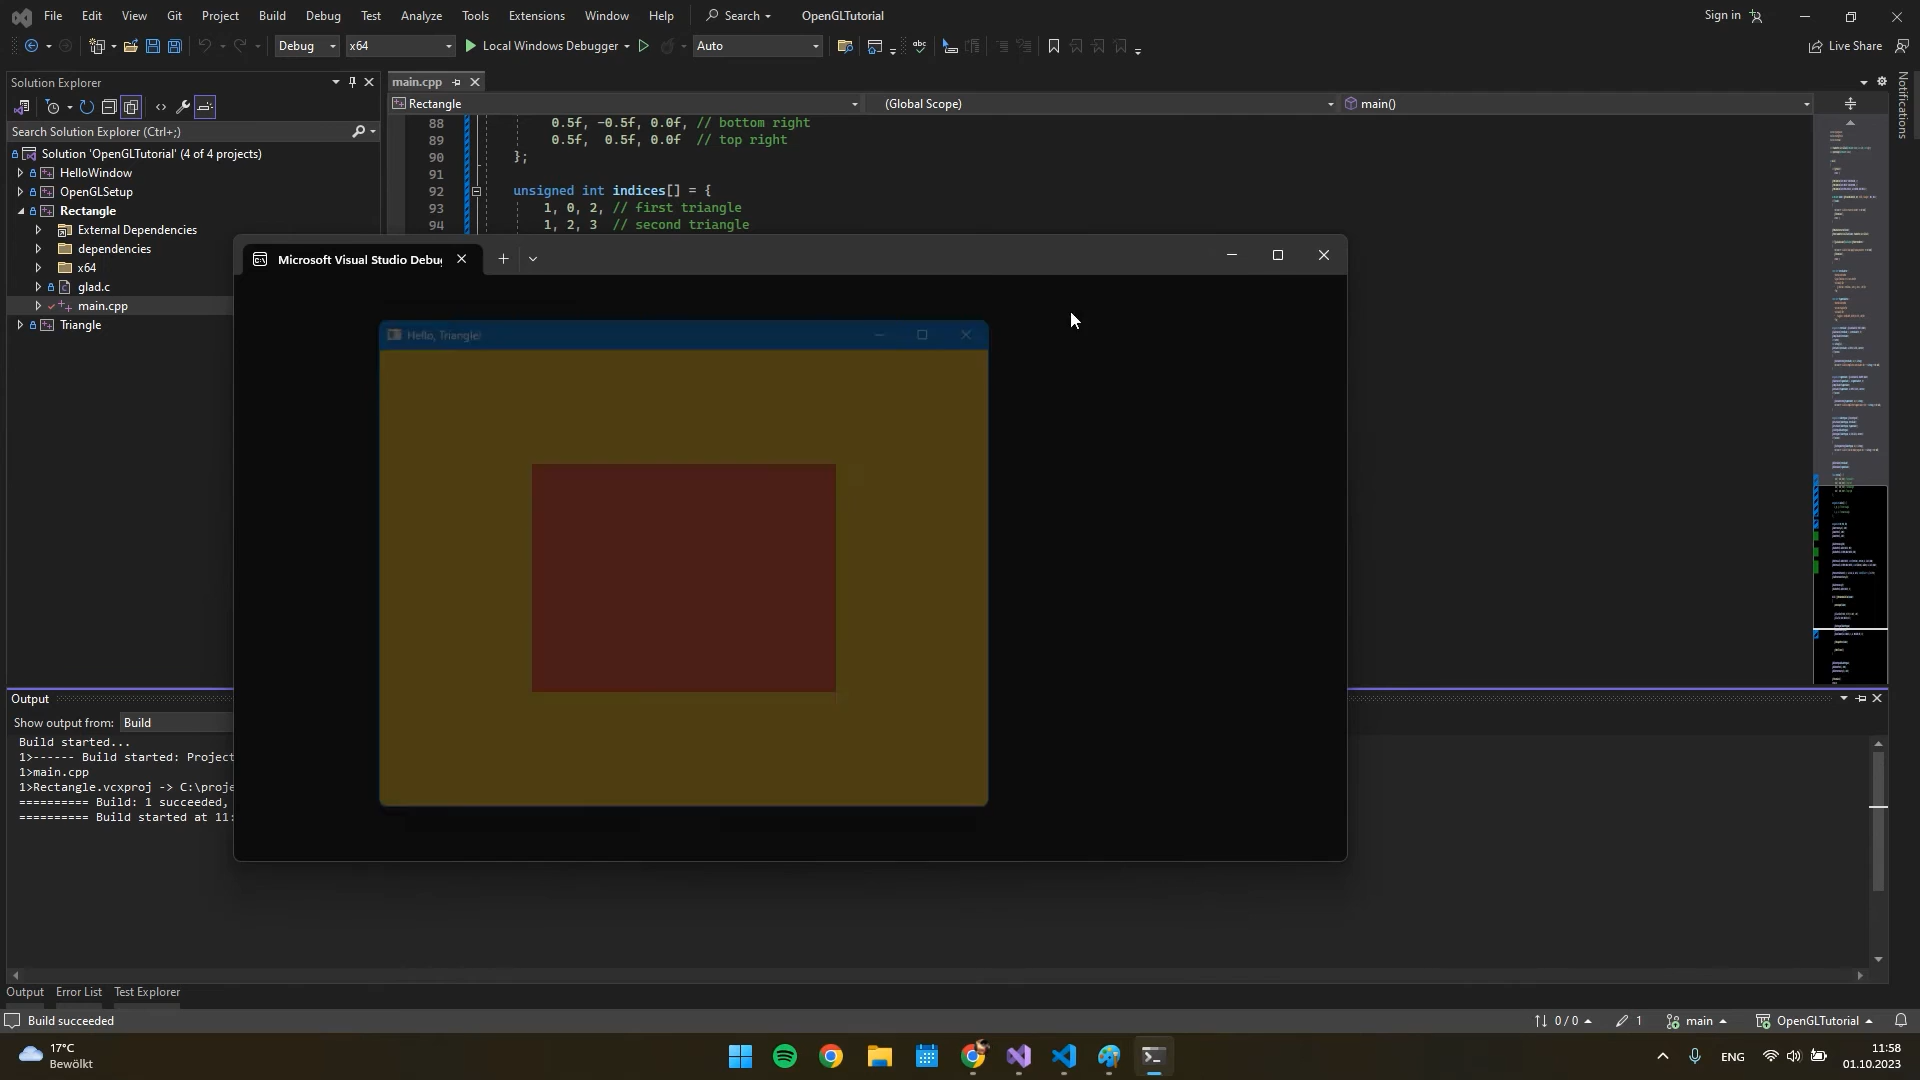 File Edit View Git Project Build Debug Test Analyze Tools Extensions Window Help Search OpenGLTutorial Sign in
Debug x64 Local Windows Debugger Auto Live Share
Solution Explorer
Search Solution Explorer (Ctrl+;)
Solution 'OpenGLTutorial' (4 of 4 projects)
HelloWindow
OpenGLSetup
Rectangle
External Dependencies
dependencies
x64
glad.c
main.cpp
Triangle
main.cpp
Rectangle (Global Scope) main()
88 0.5f, -0.5f, 0.0f, // bottom right
89 0.5f, 0.5f, 0.0f // top right
90 };
91
92 unsigned int indices[] = {
93 1, 0, 2, // first triangle
94 1, 2, 3 // second triangle
Notifications
Microsoft Visual Studio Debug
Hello, Triangle!
Output
Show output from: Build
Build started...
1>------ Build started: Project
1>main.cpp
1>Rectangle.vcxproj -> C:\proje
========== Build: 1 succeeded,
========== Build started at 11:
Output Error List Test Explorer
Build succeeded 0 / 0 1 main OpenGLTutorial
17°C
Bewölkt
ENG
11:58
01.10.2023